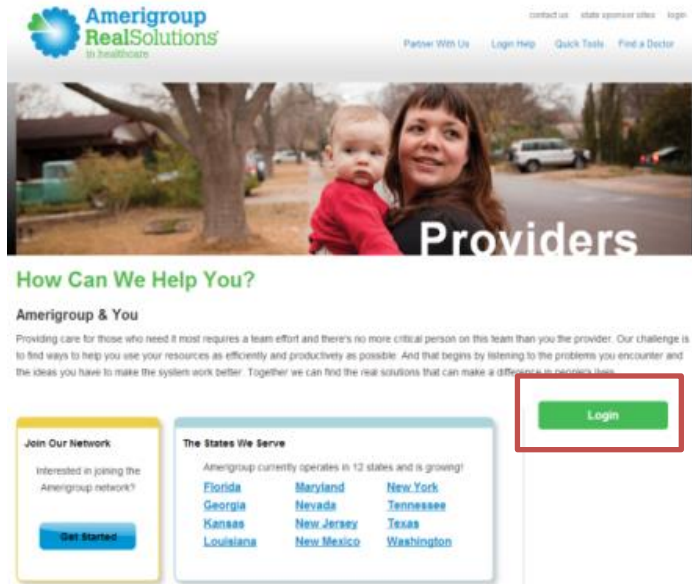 Amerigroup
RealSolutions®
in healthcare
contact us state sponsor sites login
Partner With Us Login Help Quick Tools Find a Doctor
Providers
How Can We Help You?
Amerigroup & You
Providing care for those who need it most requires a team effort and there's no more critical person on this team than you the provider. Our challenge is
to find ways to help you use your resources as efficiently and productively as possible. And that begins by listening to the problems you encounter and
the ideas you have to make the system work better. Together we can find the real solutions that can make a difference in people's lives.
Login
Join Our Network
Interested in joining the
Amerigroup network?
Get Started
The States We Serve
Amerigroup currently operates in 12 states and is growing!
Florida Maryland New York
Georgia Nevada Tennessee
Kansas New Jersey Texas
Louisiana New Mexico Washington